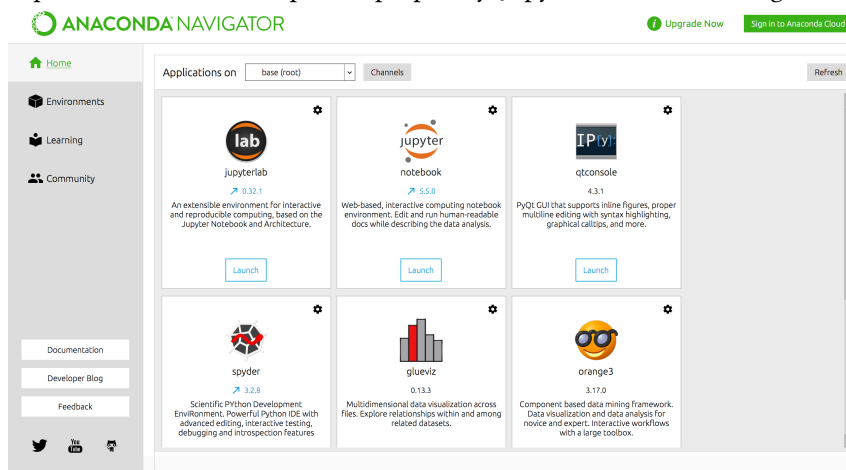 ANACONDA NAVIGATOR
i Upgrade Now
Sign in to Anaconda Cloud
Home
Environments
Learning
Community
Documentation
Developer Blog
Feedback
You
Tube
Applications on base (root) Channels Refresh
lab
jupyterlab
0.32.1
An extensible environment for interactive
and reproducible computing, based on the
Jupyter Notebook and Architecture.
Launch
jupyter
notebook
5.5.0
Web-based, interactive computing notebook
environment. Edit and run human-readable
docs while describing the data analysis.
Launch
IP[y]:
qtconsole
4.3.1
PyQt GUI that supports inline figures, proper
multiline editing with syntax highlighting,
graphical calltips, and more.
Launch
spyder
3.2.8
Scientific PYthon Development
EnviRonment. Powerful Python IDE with
advanced editing, interactive testing,
debugging and introspection features
glueviz
0.13.3
Multidimensional data visualization across
files. Explore relationships within and among
related datasets.
orange3
3.17.0
Component based data mining framework.
Data visualization and data analysis for
novice and expert. Interactive workflows
with a large toolbox.